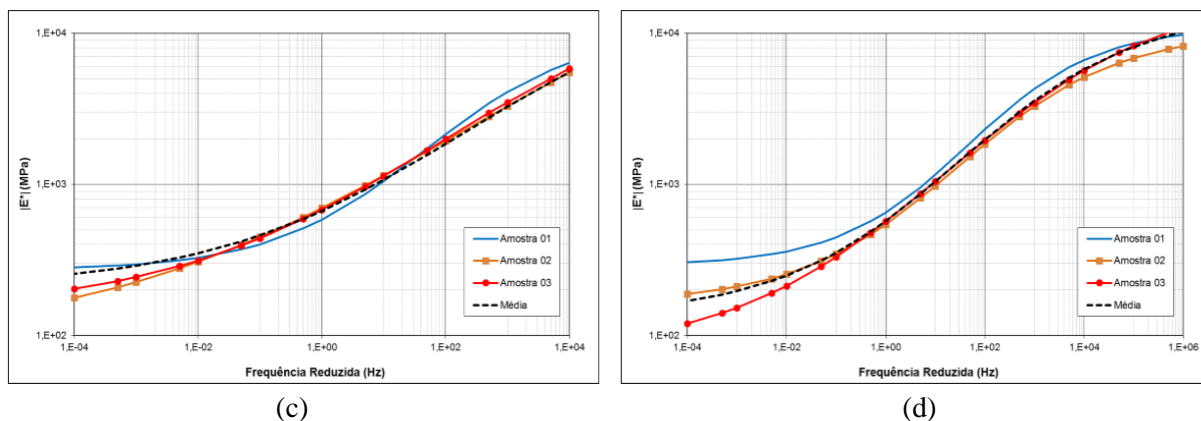 1,E+04
1,E+03
1,E+02
|E*| (MPa)
Amostra 01
Amostra 02
Amostra 03
Média
1,E-04 1,E-02 1,E+00 1,E+02 1,E+04
Frequência Reduzida (Hz)
(c)
1,E+04
1,E+03
1,E+02
|E*| (MPa)
Amostra 01
Amostra 02
Amostra 03
Média
1,E-04 1,E-02 1,E+00 1,E+02 1,E+04 1,E+06
Frequência Reduzida (Hz)
(d)